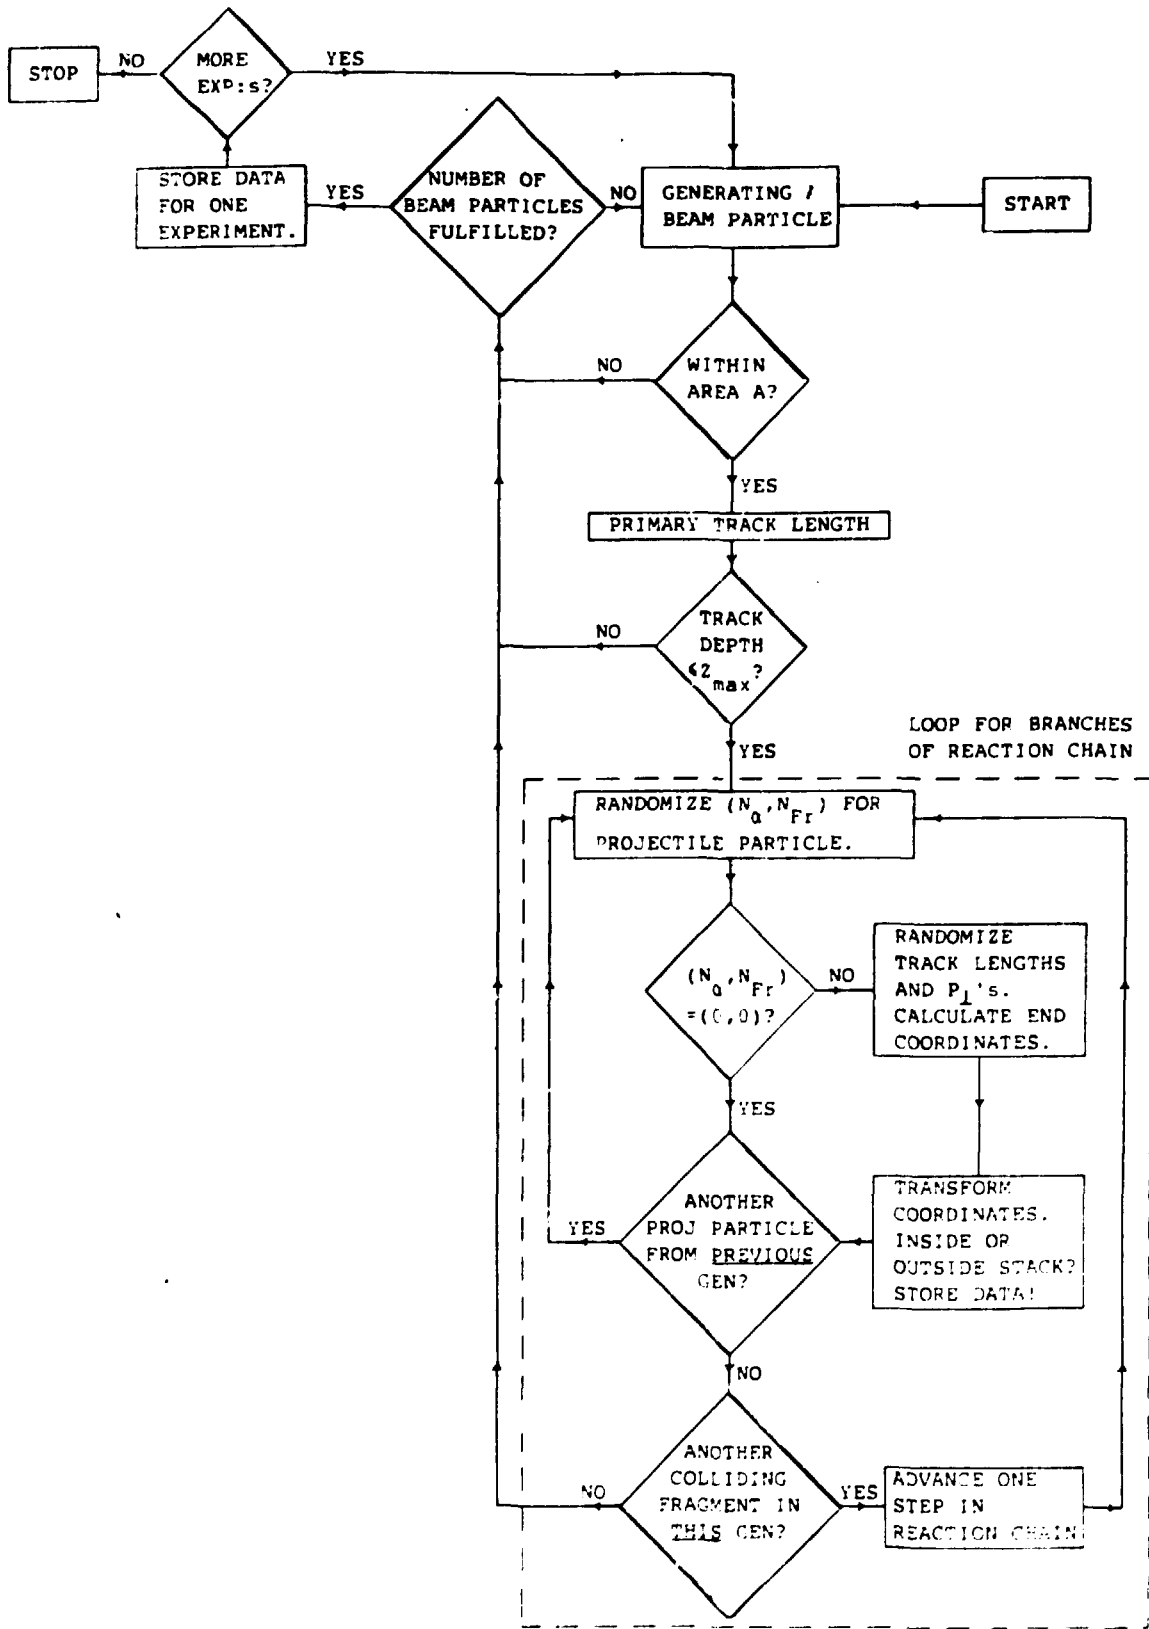 STOP
NO
MORE
EXP:s?
YES
STORE DATA
FOR ONE
EXPERIMENT.
YES
NUMBER OF
BEAM PARTICLES
FULFILLED?
NO
GENERATING
BEAM PARTICLE
START
WITHIN
AREA A?
NO
YES
PRIMARY TRACK LENGTH
TRACK
DEPTH
max?
NO
YES
LOOP FOR BRANCHES
OF REACTION CHAIN
RANDOMIZE (Nα,NFr) FOR
PROJECTILE PARTICLE.
(Nα,NFr)
=(0,0)?
NO
RANDOMIZE
TRACK LENGTHS
AND P⊥'s.
CALCULATE END
COORDINATES.
YES
ANOTHER
PROJ PARTICLE
FROM PREVIOUS
GEN?
YES
TRANSFORM
COORDINATES.
INSIDE OR
OUTSIDE STACK?
STORE DATA!
NO
ANOTHER
COLLIDING
FRAGMENT IN
THIS GEN?
NO
YES
ADVANCE ONE
STEP IN
REACTION CHAIN